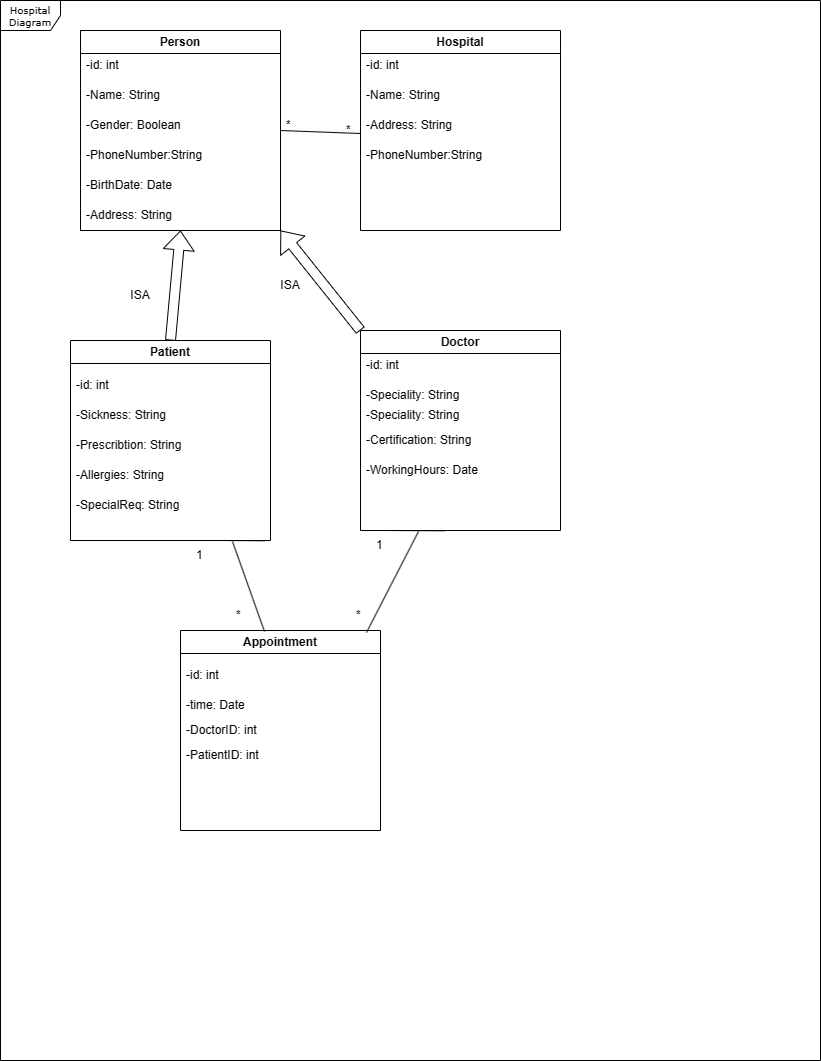 Hospital
Diagram
Person
-id: int
-Name: String
-Gender: Boolean
-PhoneNumber:String
-BirthDate: Date
-Address: String
Hospital
-id: int
-Name: String
-Address: String
-PhoneNumber:String
*
*
ISA
ISA
Patient
-id: int
-Sickness: String
-Prescribtion: String
-Allergies: String
-SpecialReq: String
Doctor
-id: int
-Speciality: String
-Speciality: String
-Certification: String
-WorkingHours: Date
1
1
*
*
Appointment
-id: int
-time: Date
-DoctorID: int
-PatientID: int